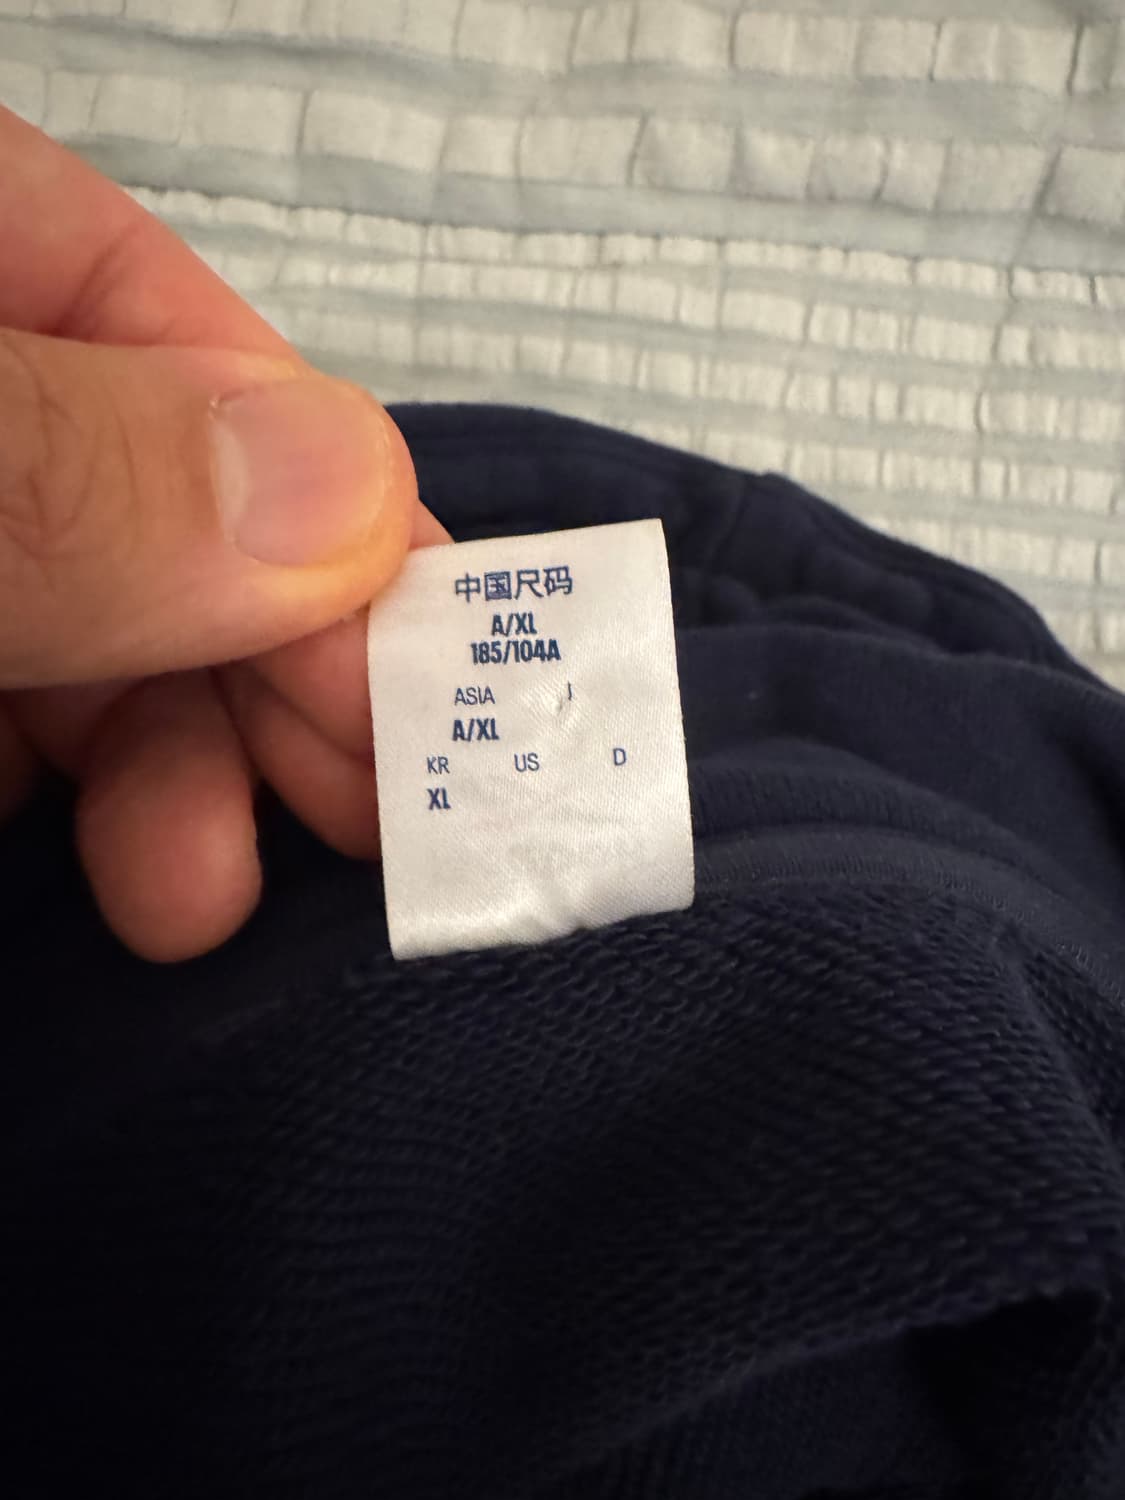 中国尺码
A/XL
185/104A
ASIA I
A/XL
KR US D
XL